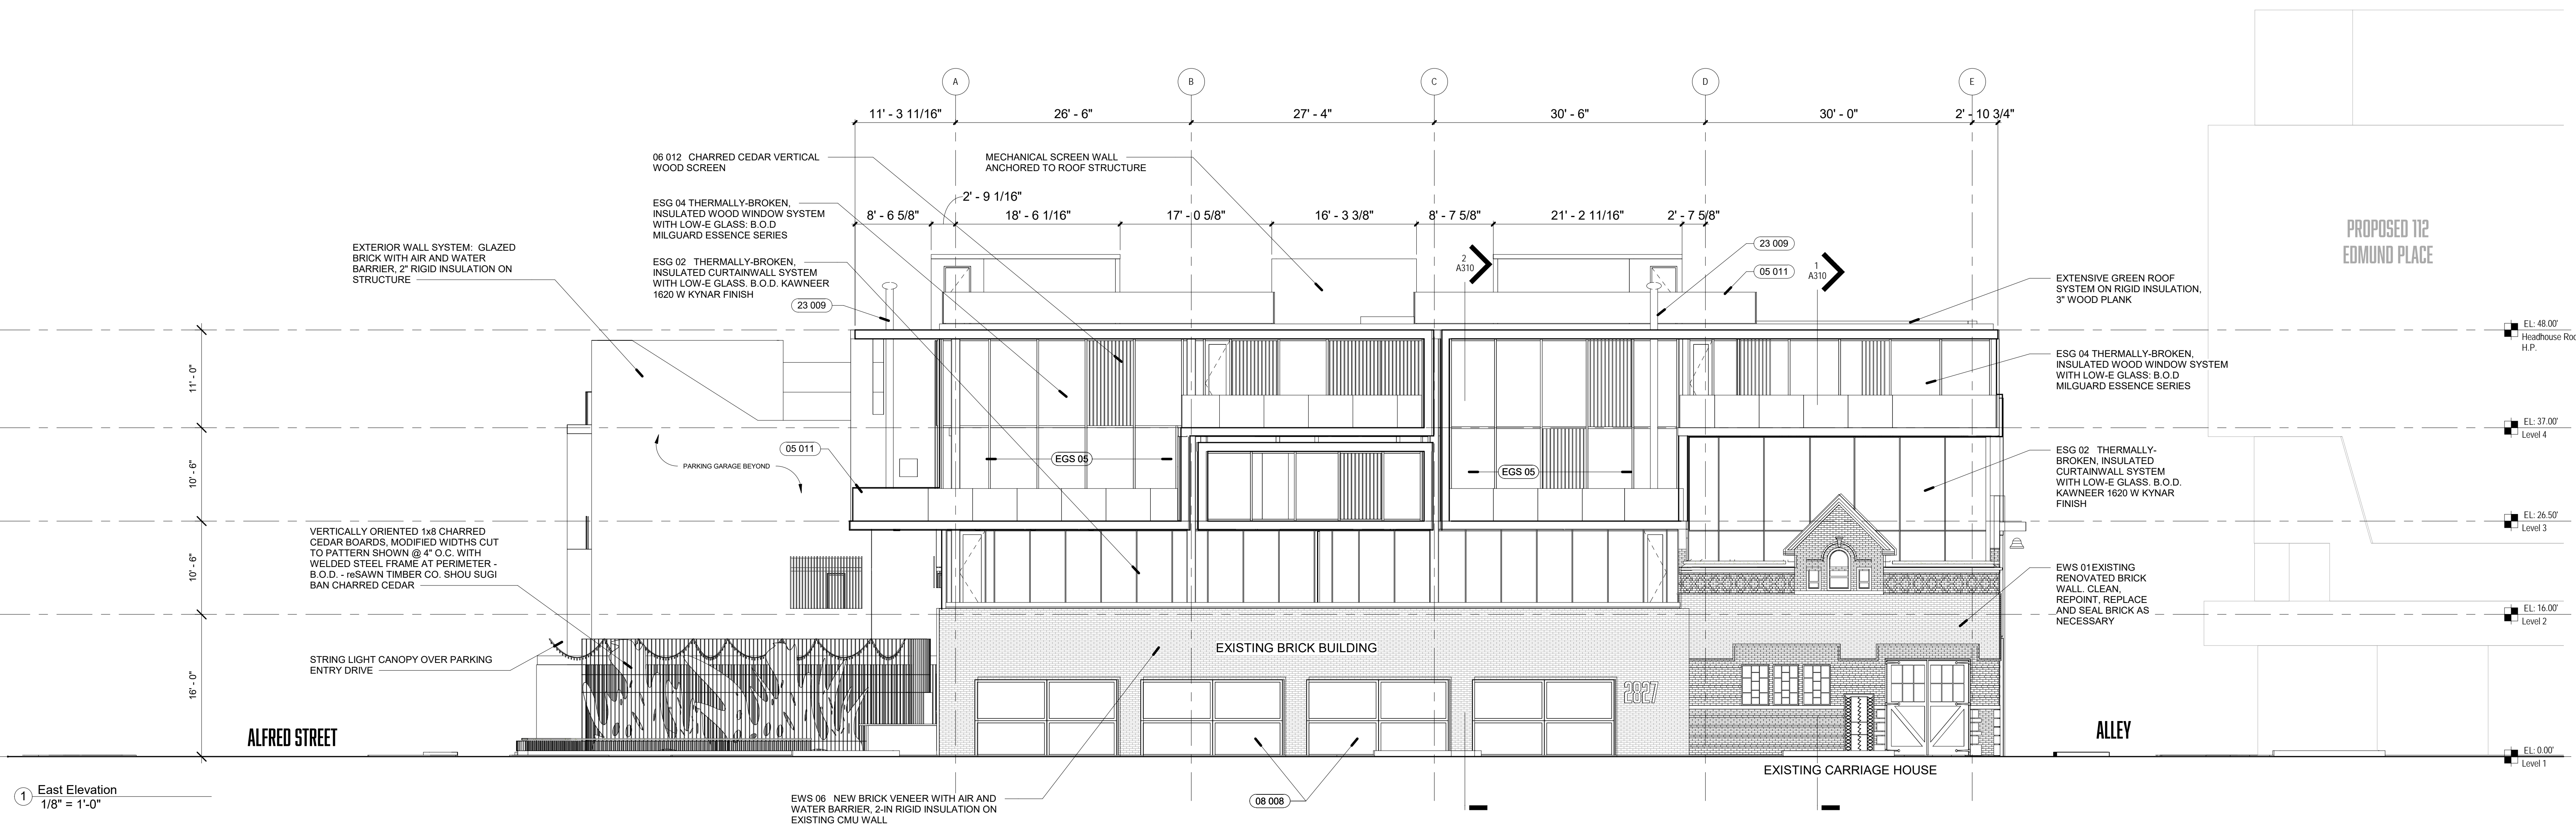 A
B
C
D
E
11' - 3 11/16"
26' - 6"
27' - 4"
30' - 6"
30' - 0"
2' - 10 3/4"
06 012 CHARRED CEDAR VERTICAL
WOOD SCREEN
MECHANICAL SCREEN WALL
ANCHORED TO ROOF STRUCTURE
2' - 9 1/16"
8' - 6 5/8"
18' - 6 1/16"
17' - 0 5/8"
16' - 3 3/8"
8' - 7 5/8"
21' - 2 11/16"
2' - 7 5/8"
ESG 04 THERMALLY-BROKEN,
INSULATED WOOD WINDOW SYSTEM
WITH LOW-E GLASS: B.O.D
MILGUARD ESSENCE SERIES
PROPOSED 112
EDMUND PLACE
EXTERIOR WALL SYSTEM: GLAZED
BRICK WITH AIR AND WATER
BARRIER, 2" RIGID INSULATION ON
STRUCTURE
ESG 02 THERMALLY-BROKEN,
INSULATED CURTAINWALL SYSTEM
WITH LOW-E GLASS. B.O.D. KAWNEER
1620 W KYNAR FINISH
23 009
2
A310
23 009
05 011
1
A310
EXTENSIVE GREEN ROOF
SYSTEM ON RIGID INSULATION,
3" WOOD PLANK
EL: 48.00'
Headhouse Roo
H.P.
11' - 0"
ESG 04 THERMALLY-BROKEN,
INSULATED WOOD WINDOW SYSTEM
WITH LOW-E GLASS: B.O.D
MILGUARD ESSENCE SERIES
EL: 37.00'
Level 4
10' - 6"
05 011
PARKING GARAGE BEYOND
EGS 05
EGS 05
ESG 02 THERMALLY-
BROKEN, INSULATED
CURTAINWALL SYSTEM
WITH LOW-E GLASS. B.O.D.
KAWNEER 1620 W KYNAR
FINISH
EL: 26.50'
Level 3
10' - 6"
VERTICALLY ORIENTED 1x8 CHARRED
CEDAR BOARDS, MODIFIED WIDTHS CUT
TO PATTERN SHOWN @ 4" O.C. WITH
WELDED STEEL FRAME AT PERIMETER -
B.O.D. - reSAWN TIMBER CO. SHOU SUGI
BAN CHARRED CEDAR
EWS 01EXISTING
RENOVATED BRICK
WALL. CLEAN,
REPOINT, REPLACE
AND SEAL BRICK AS
NECESSARY
EL: 16.00'
Level 2
STRING LIGHT CANOPY OVER PARKING
ENTRY DRIVE
EXISTING BRICK BUILDING
16' - 0"
2827
ALFRED STREET
ALLEY
EL: 0.00'
Level 1
EXISTING CARRIAGE HOUSE
1
East Elevation
1/8" = 1'-0"
EWS 06 NEW BRICK VENEER WITH AIR AND
WATER BARRIER, 2-IN RIGID INSULATION ON
EXISTING CMU WALL
08 008